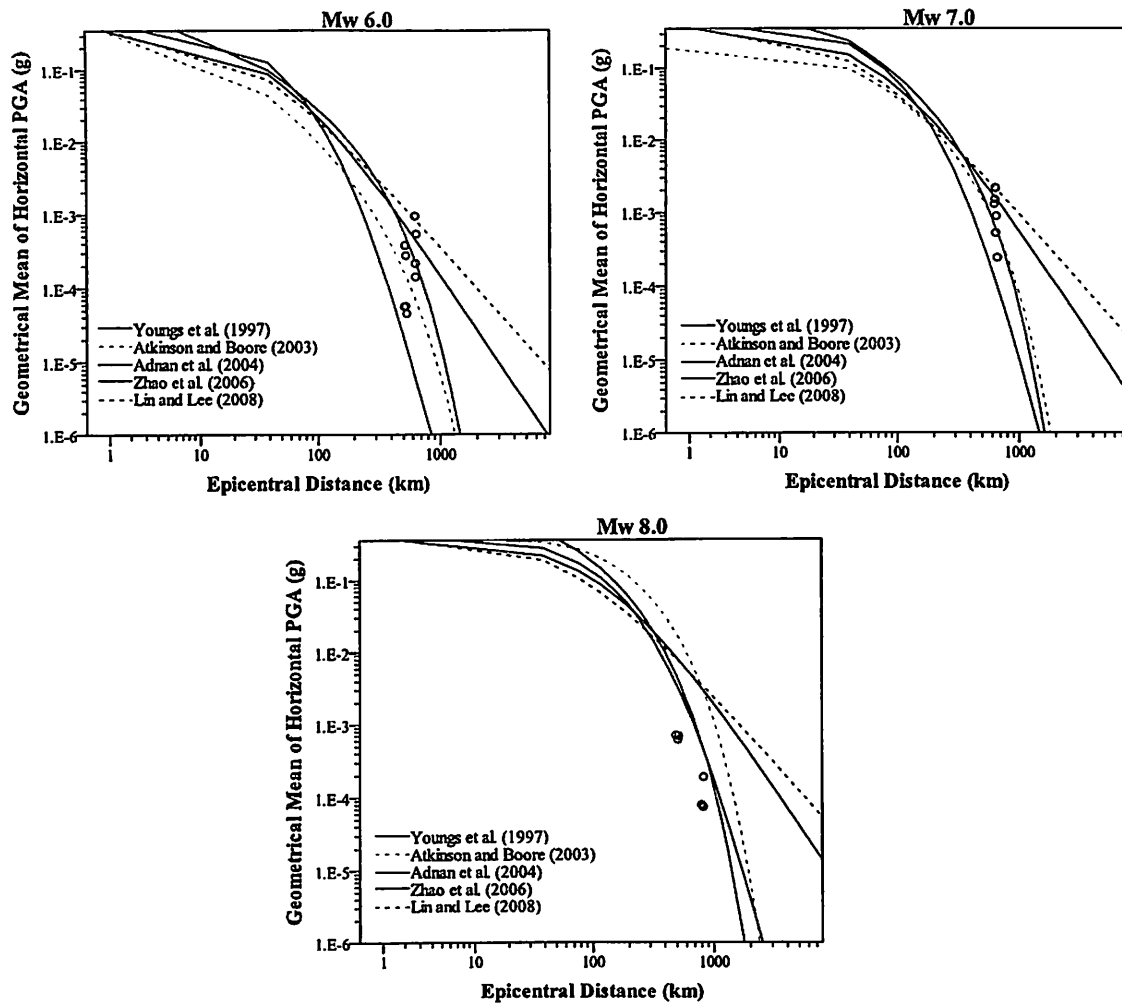 Mw 6.0
Geometrical Mean of Horizontal PGA (g)
1.E-1
1.E-2
1.E-3
1.E-4
1.E-5
1.E-6
Youngs et al. (1997)
Atkinson and Boore (2003)
Adnan et al. (2004)
Zhao et al. (2006)
Lin and Lee (2008)
1 10 100 1000
Epicentral Distance (km)
Mw 7.0
Geometrical Mean of Horizontal PGA (g)
1.E-1
1.E-2
1.E-3
1.E-4
1.E-5
1.E-6
Youngs et al. (1997)
Atkinson and Boore (2003)
Adnan et al. (2004)
Zhao et al. (2006)
Lin and Lee (2008)
1 10 100 1000
Epicentral Distance (km)
Mw 8.0
Geometrical Mean of Horizontal PGA (g)
1.E-1
1.E-2
1.E-3
1.E-4
1.E-5
1.E-6
Youngs et al. (1997)
Atkinson and Boore (2003)
Adnan et al. (2004)
Zhao et al. (2006)
Lin and Lee (2008)
1 10 100 1000
Epicentral Distance (km)